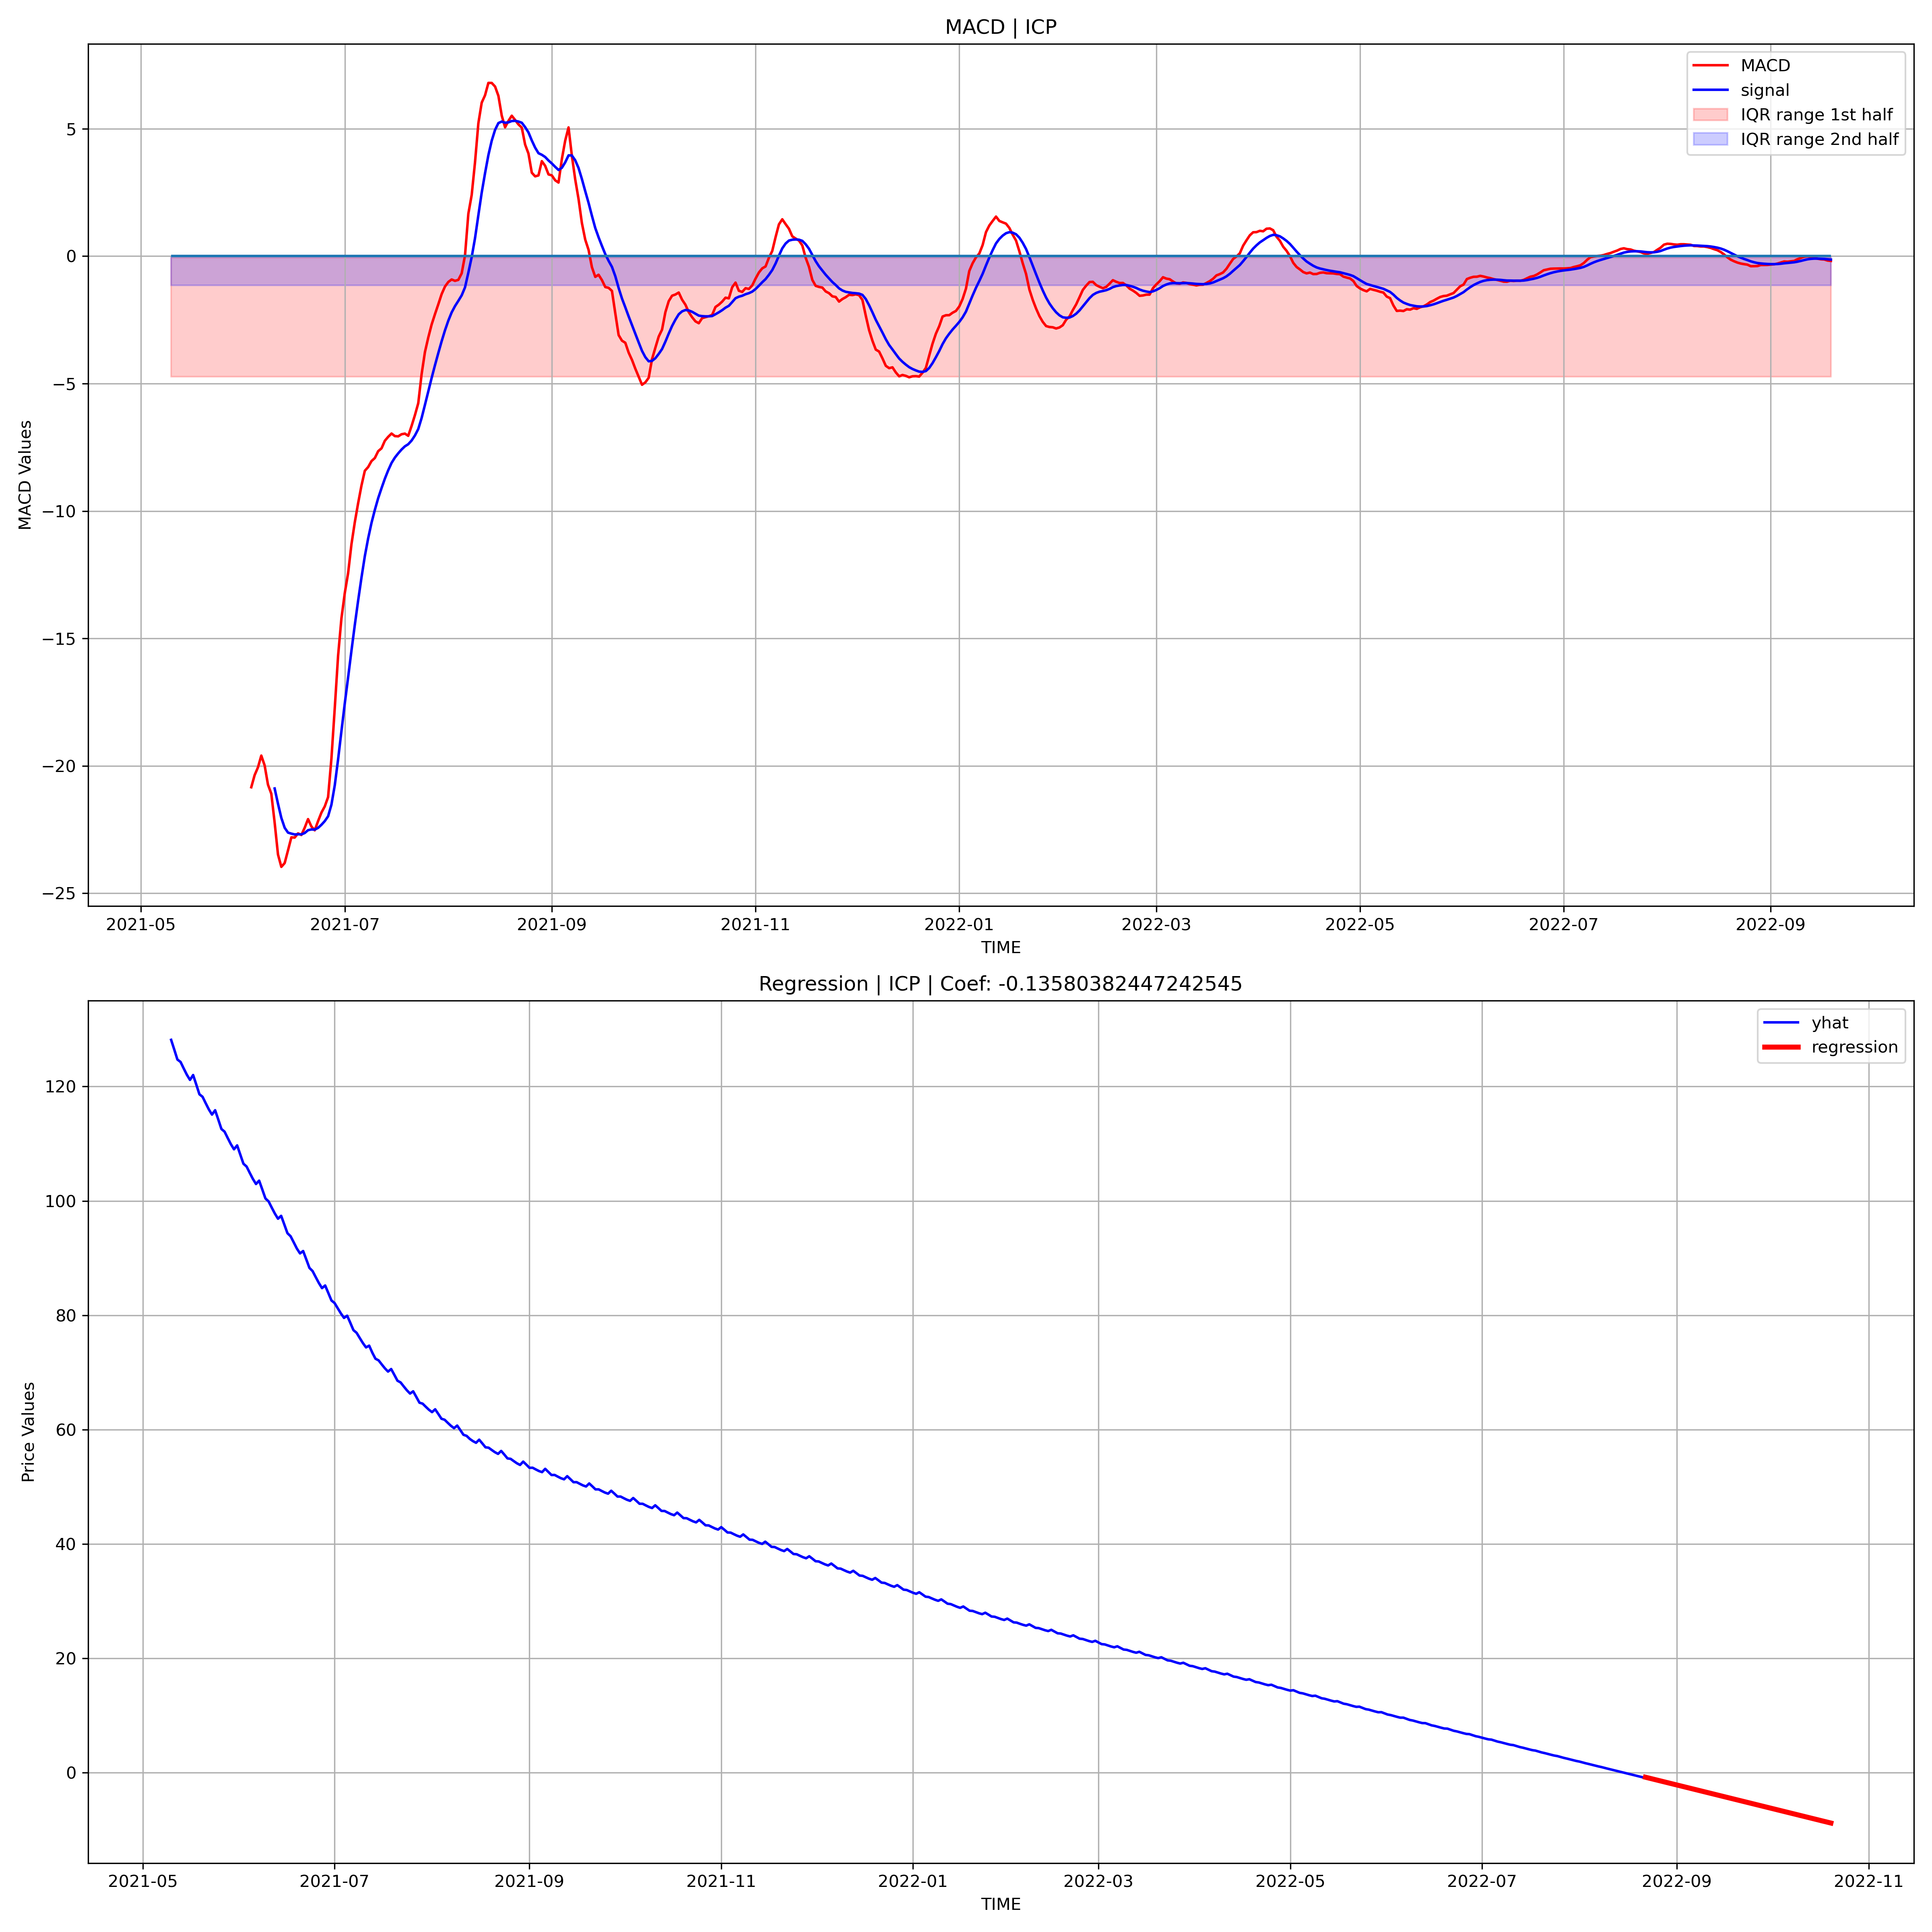 MACD | ICP
MACD
signal
IQR range 1st half
IQR range 2nd half
MACD Values
5
0
−5
−10
−15
−20
−25
2021-05 2021-07 2021-09 2021-11 2022-01 2022-03 2022-05 2022-07 2022-09
TIME
Regression | ICP | Coef: -0.13580382447242545
yhat
regression
Price Values
120
100
80
60
40
20
0
2021-05 2021-07 2021-09 2021-11 2022-01 2022-03 2022-05 2022-07 2022-09 2022-11
TIME